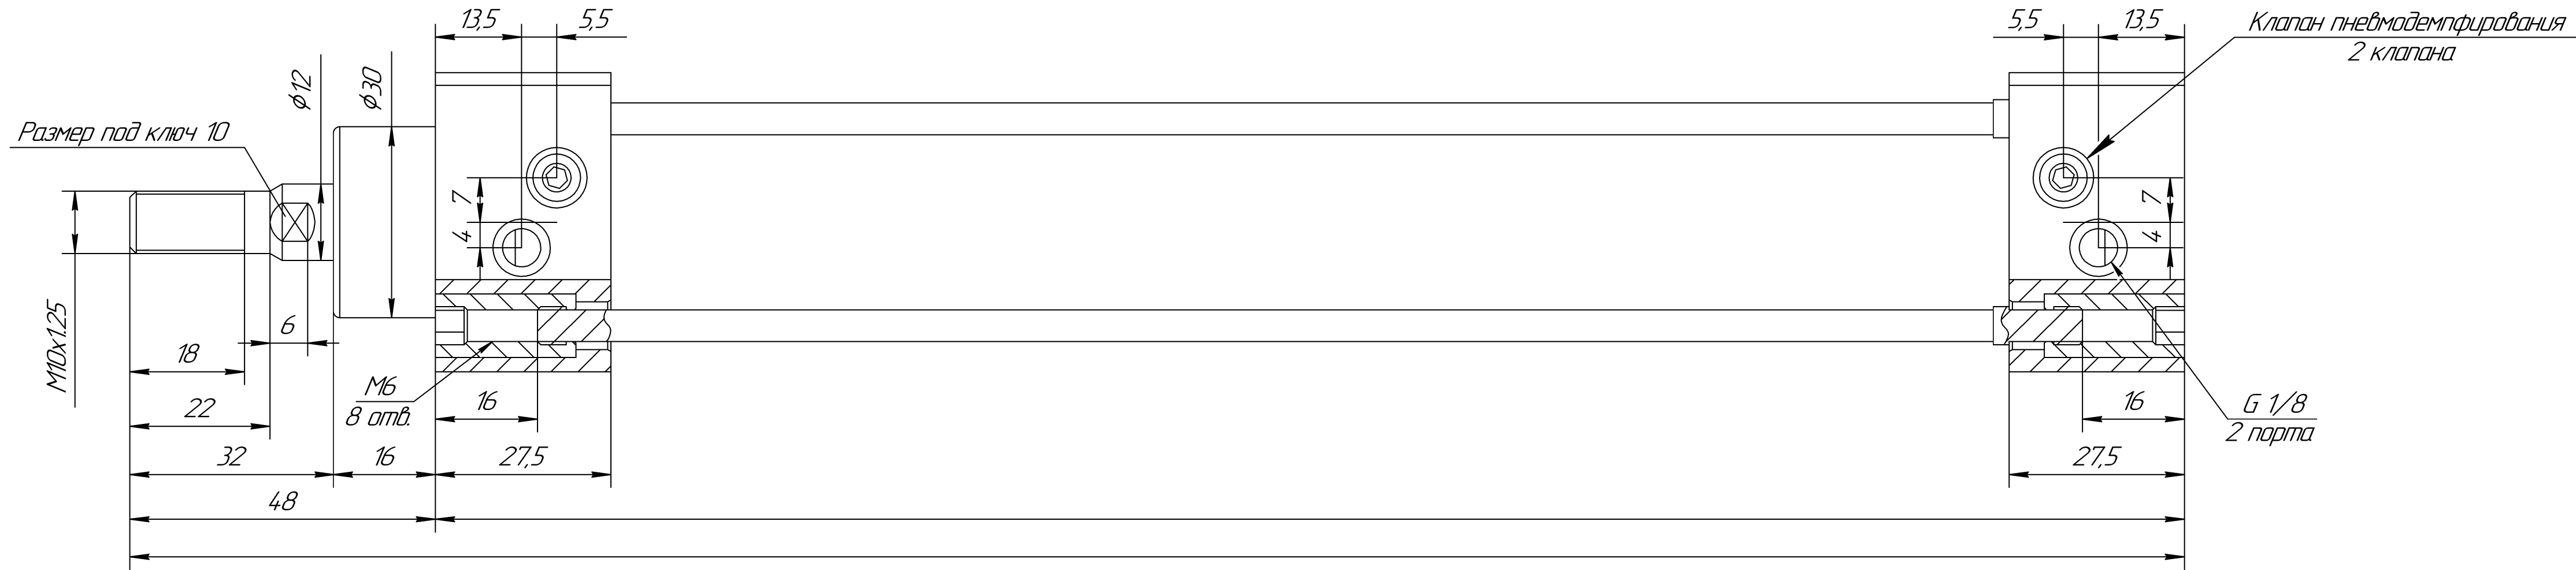 13,5
5,5
5,5
13,5
Клапан пневмодемпфирования
2 клапана
ϕ12
ϕ30
Размер под ключ 10
7
4
7
4
M10x1.25
6
18
M6
8 отв.
16
16
G 1/8
2 порта
22
32
16
27,5
27,5
48